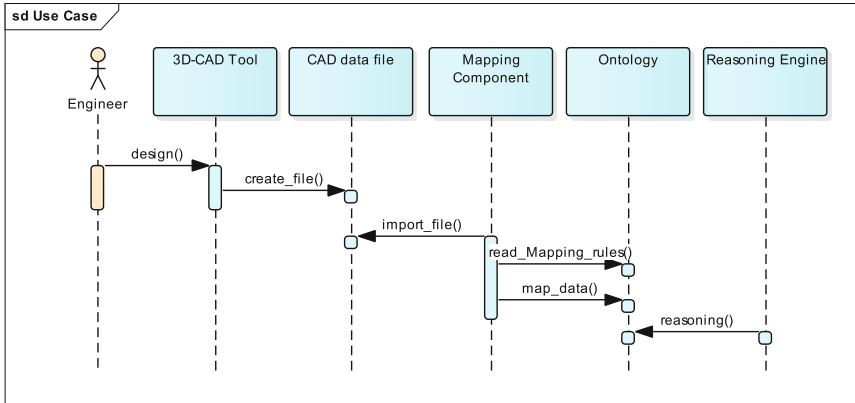 sd Use Case
3D-CAD Tool
CAD data file
Mapping
Component
Ontology
Reasoning Engine
Engineer
design()
create_file()
import_file()
read_Mapping_rules()
map_data()
reasoning()